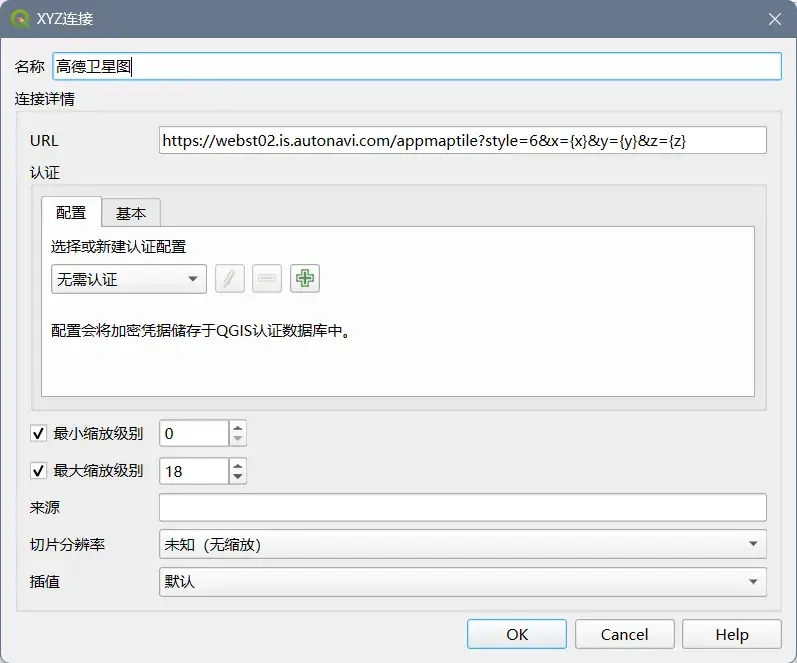 XYZ连接
名称 高德卫星图
连接详情
URL https://webst02.is.autonavi.com/appmaptile?style=6&x={x}&y={y}&z={z}
认证
配置 基本
选择或新建认证配置
无需认证
配置会将加密凭据储存于QGIS认证数据库中。
最小缩放级别 0
最大缩放级别 18
来源
切片分辨率 未知（无缩放）
插值 默认
OK Cancel Help